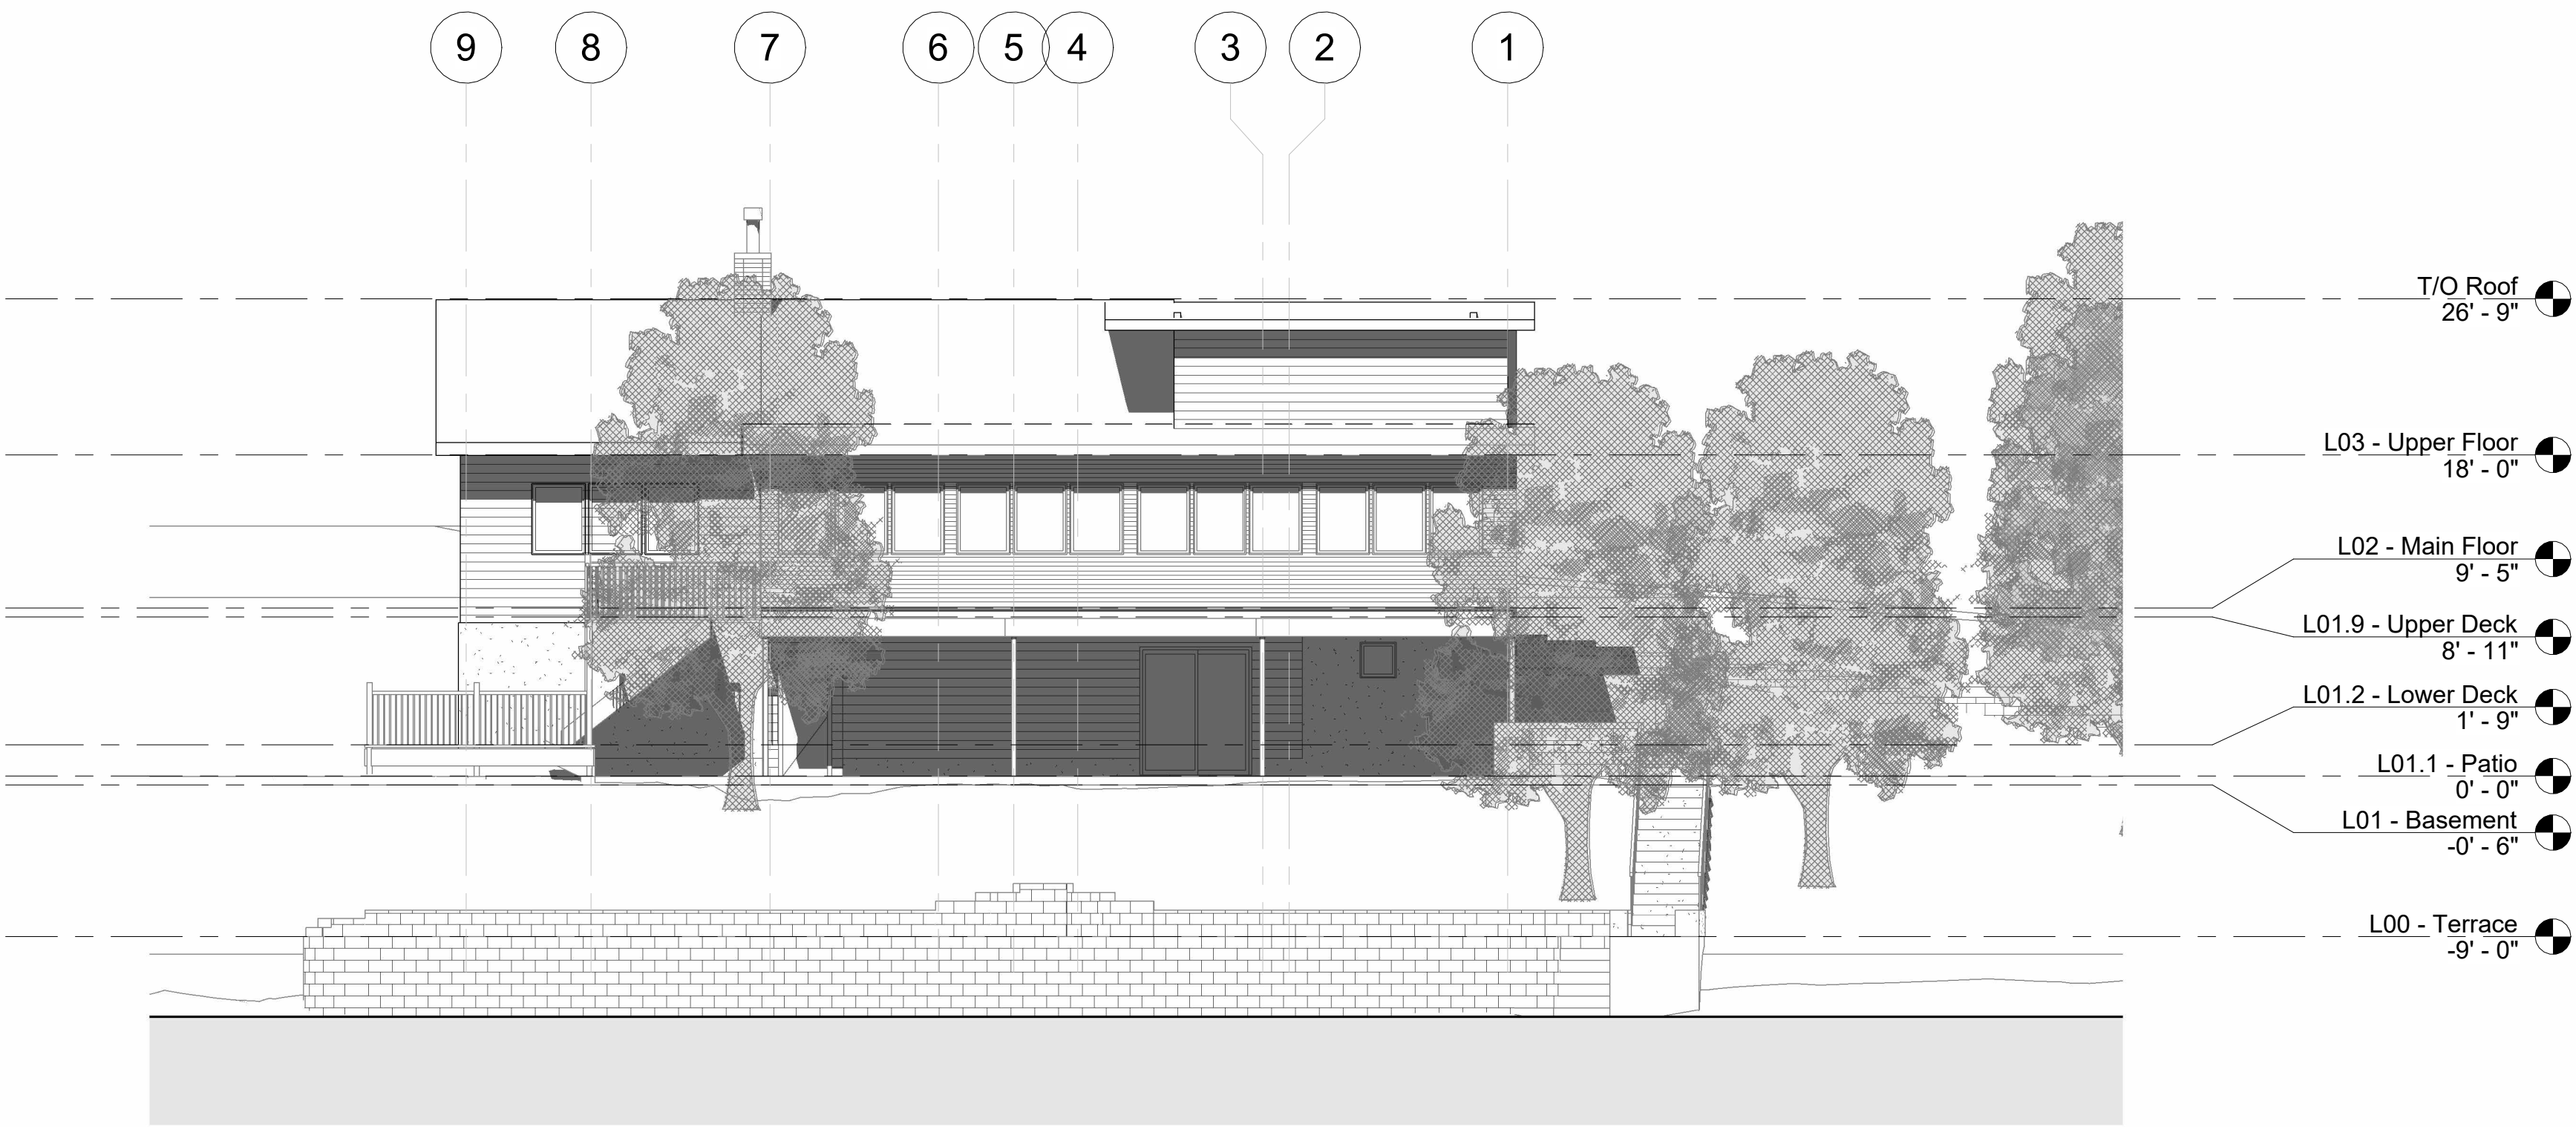 9 8 7 6 5 4 3 2 1
T/O Roof
26' - 9"
L03 - Upper Floor
18' - 0"
L02 - Main Floor
9' - 5"
L01.9 - Upper Deck
8' - 11"
L01.2 - Lower Deck
1' - 9"
L01.1 - Patio
0' - 0"
L01 - Basement
-0' - 6"
L00 - Terrace
-9' - 0"